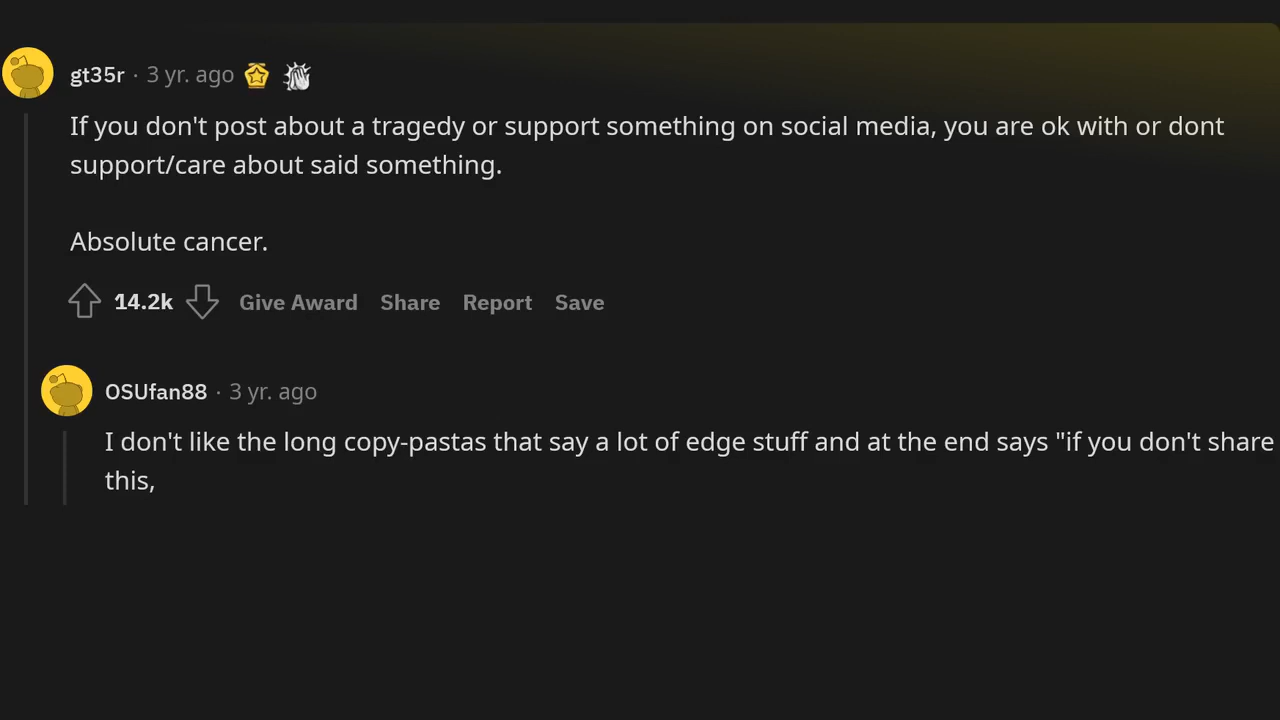 gt35r · 3 yr. ago
If you don't post about a tragedy or support something on social media, you are ok with or dont
support/care about said something.
Absolute cancer.
14.2k Give Award Share Report Save
OSUfan88 · 3 yr. ago
I don't like the long copy-pastas that say a lot of edge stuff and at the end says "if you don't share
this,